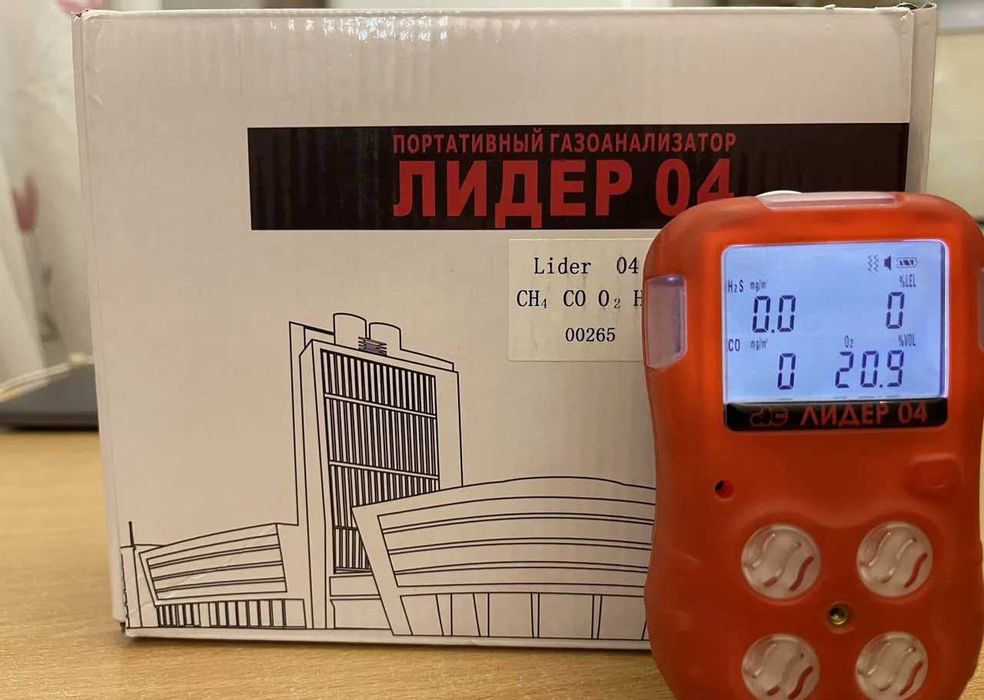 ПОРТАТИВНЫЙ ГАЗОАНАЛИЗАТОР
ЛИДЕР 04
Lider 04
CH₄ CO O₂ H
00265
H₂S mg/m³ %LEL
0.0 0
CO mg/m³ O₂ %VOL
0 20.9
ЛИДЕР 04